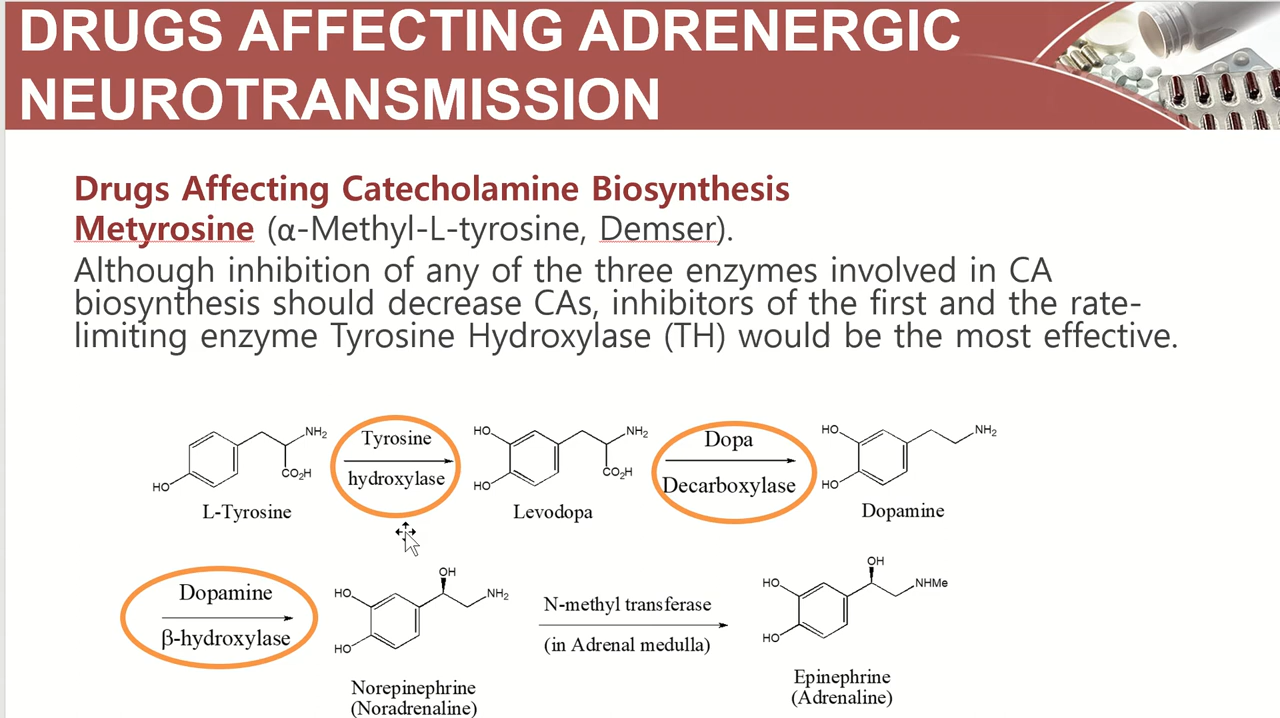 DRUGS AFFECTING ADRENERGIC
NEUROTRANSMISSION
Drugs Affecting Catecholamine Biosynthesis
Metyrosine (α-Methyl-L-tyrosine, Demser).
Although inhibition of any of the three enzymes involved in CA
biosynthesis should decrease CAs, inhibitors of the first and the rate-
limiting enzyme Tyrosine Hydroxylase (TH) would be the most effective.
HO
NH₂
CO₂H
L-Tyrosine
Tyrosine
hydroxylase
HO
HO
NH₂
CO₂H
Levodopa
Dopa
Decarboxylase
HO
HO
NH₂
Dopamine
Dopamine
β-hydroxylase
HO
HO
OH
NH₂
Norepinephrine
(Noradrenaline)
N-methyl transferase
(in Adrenal medulla)
HO
HO
OH
NHMe
Epinephrine
(Adrenaline)